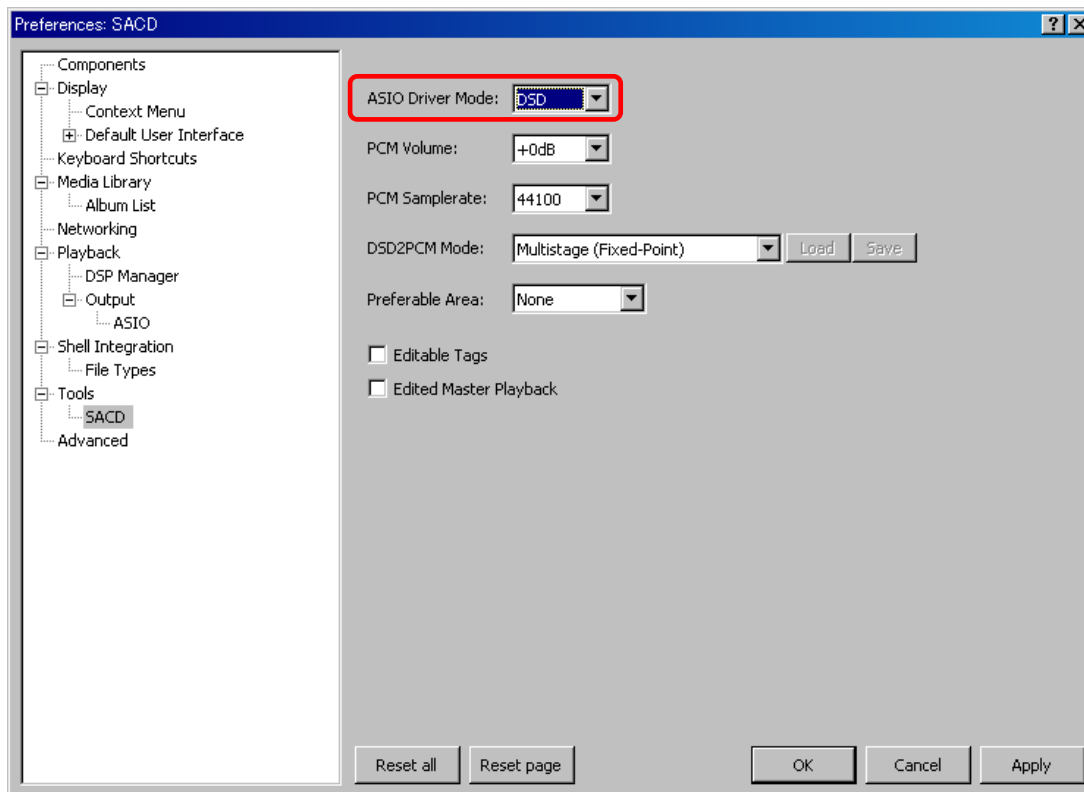 Preferences: SACD
Components
Display
Context Menu
Default User Interface
Keyboard Shortcuts
Media Library
Album List
Networking
Playback
DSP Manager
Output
ASIO
Shell Integration
File Types
Tools
SACD
Advanced
ASIO Driver Mode: DSD
PCM Volume: +0dB
PCM Samplerate: 44100
DSD2PCM Mode: Multistage (Fixed-Point) Load Save
Preferable Area: None
Editable Tags
Edited Master Playback
Reset all Reset page OK Cancel Apply